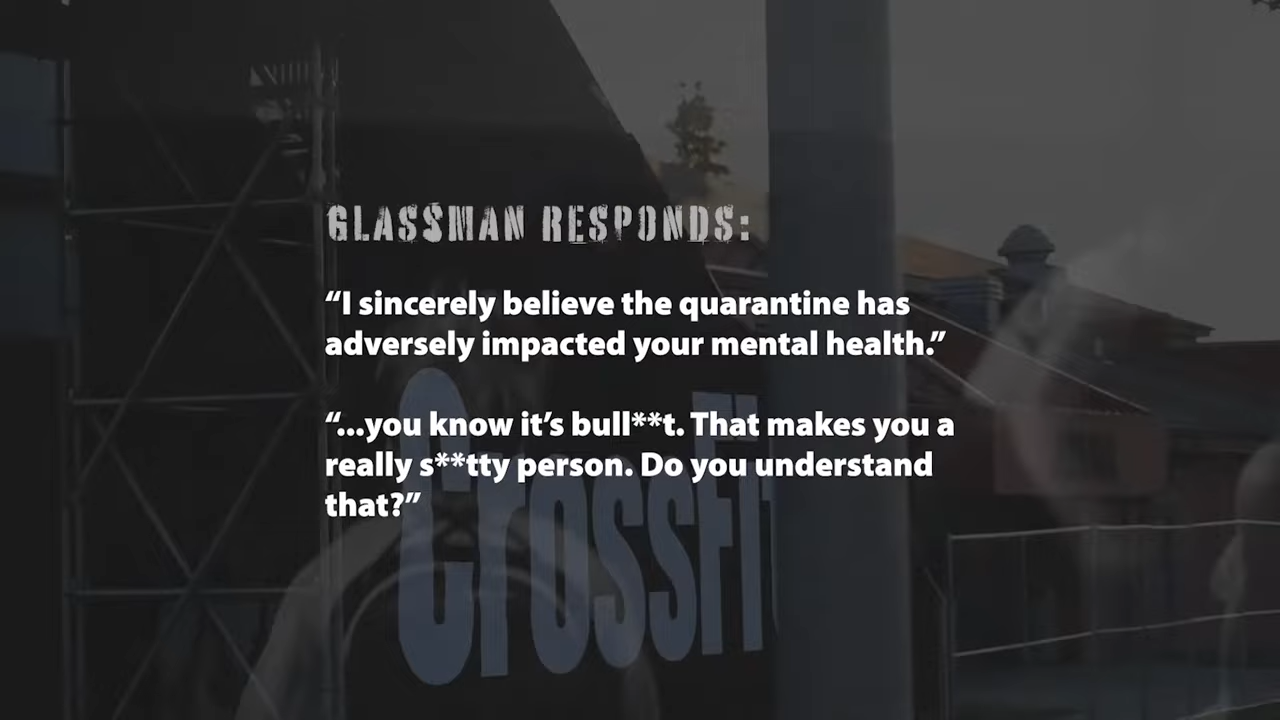 GLASSMAN RESPONDS:
“I sincerely believe the quarantine has
adversely impacted your mental health.”
“...you know it’s bull**t. That makes you a
really s**tty person. Do you understand
that?”
CrossFit